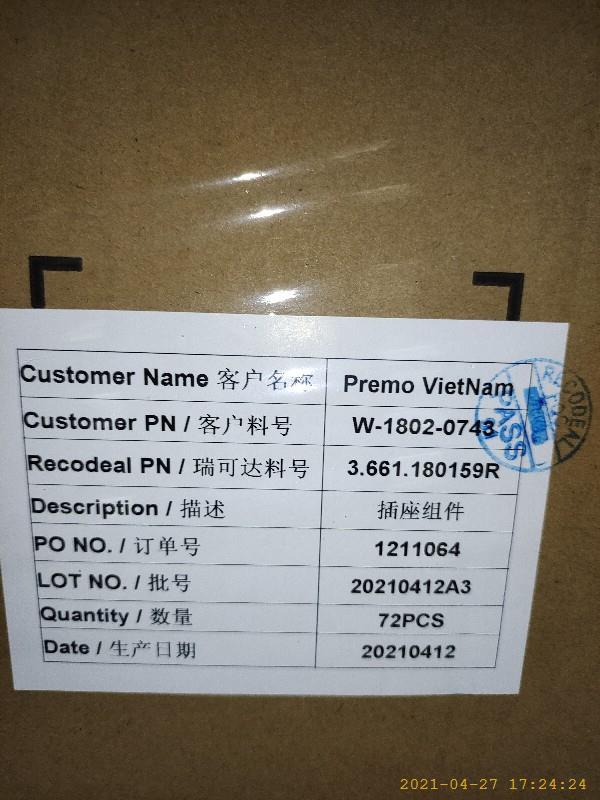 Customer Name 客户名称 Premo VietNam
Customer PN / 客户料号 W-1802-0743
Recodeal PN / 瑞可达料号 3.661.180159R
Description / 描述 插座组件
PO NO. / 订单号 1211064
LOT NO. / 批号 20210412A3
Quantity / 数量 72PCS
Date / 生产日期 20210412
RECODEAL
PASS
2021-04-27 17:24:24